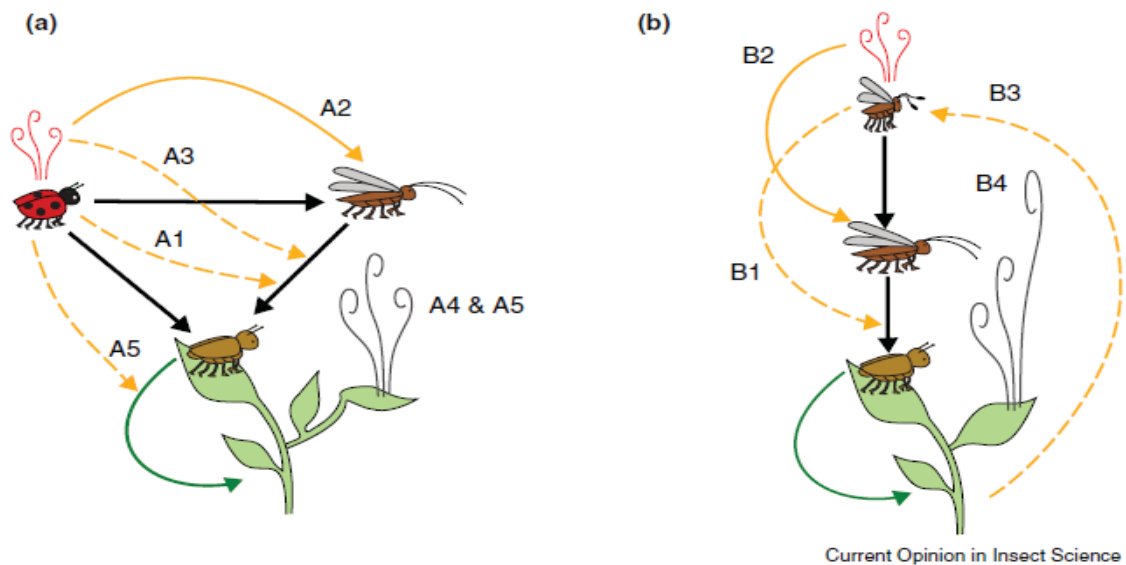 (a)
(b)
A2
A3
A1
A5
A4 & A5
B2
B3
B4
B1
Current Opinion in Insect Science